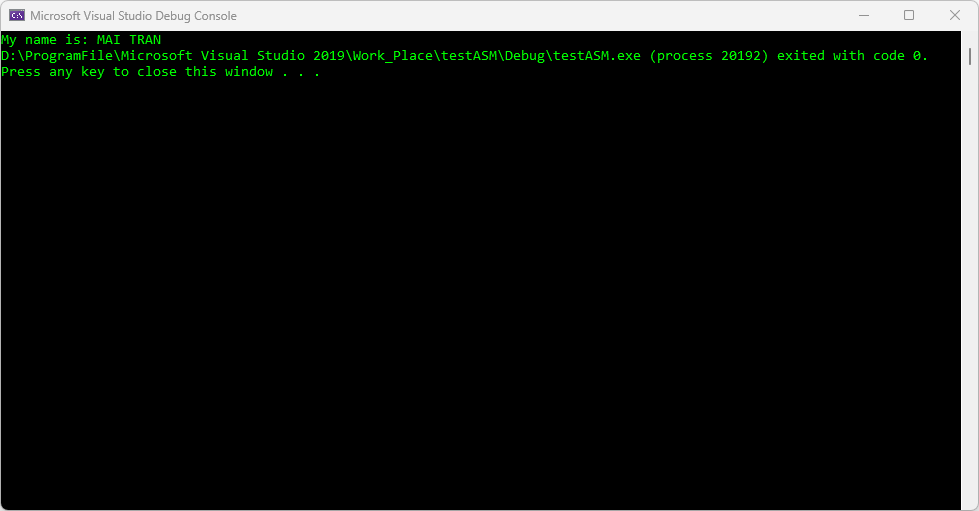 Microsoft Visual Studio Debug Console
My name is: MAI TRAN
D:\ProgramFile\Microsoft Visual Studio 2019\Work_Place\testASM\Debug\testASM.exe (process 20192) exited with code 0.
Press any key to close this window . . .